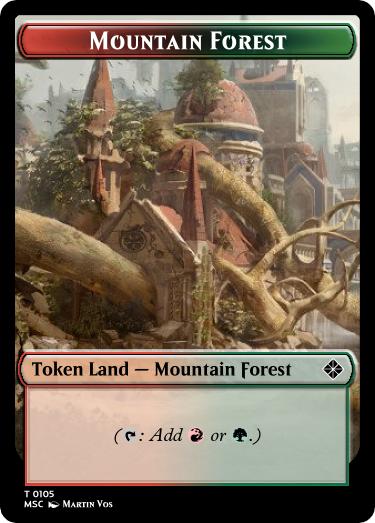 Mountain Forest
Token Land — Mountain Forest
(: Add or .)
T 0105
MSC Martin Vos